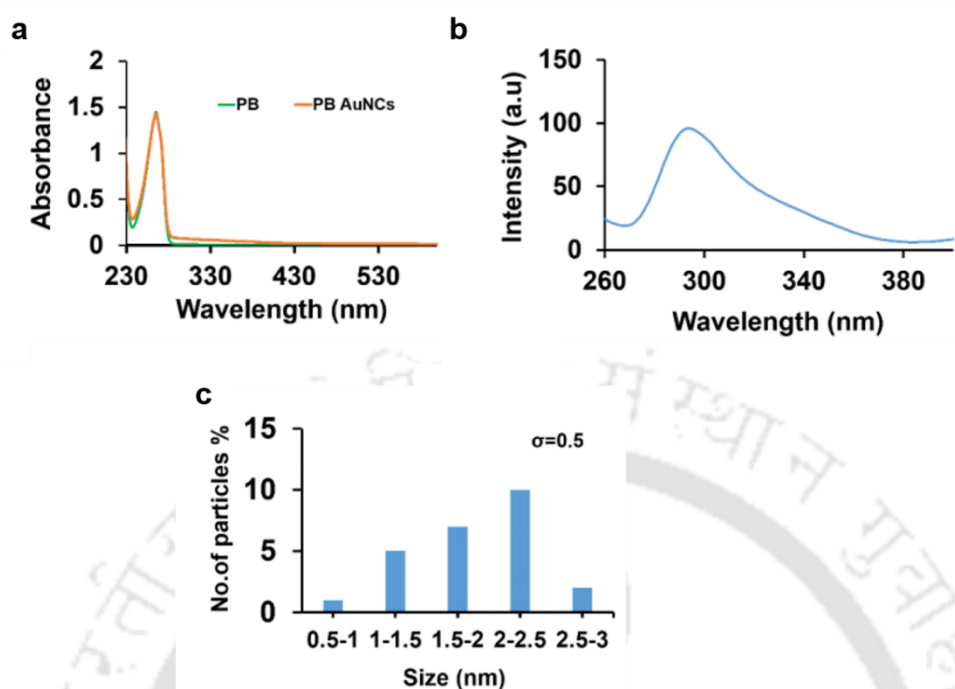 a
2
1.5
1
0.5
0
Absorbance
PB
PB AuNCs
230 330 430 530
Wavelength (nm)
b
150
100
50
0
Intensity (a.u)
260 300 340 380
Wavelength (nm)
c
15
10
5
0
No.of particles %
σ=0.5
0.5-1 1-1.5 1.5-2 2-2.5 2.5-3
Size (nm)